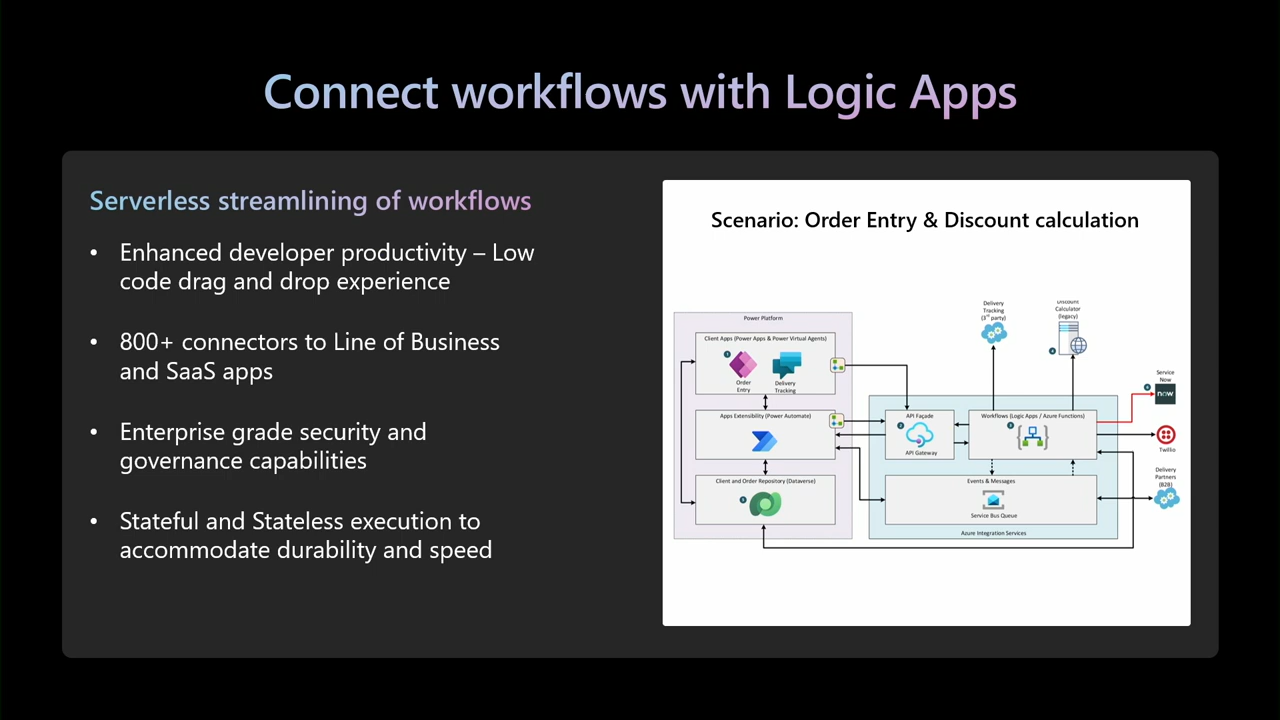 Connect workflows with Logic Apps
Serverless streamlining of workflows
• Enhanced developer productivity – Low
code drag and drop experience
• 800+ connectors to Line of Business
and SaaS apps
• Enterprise grade security and
governance capabilities
• Stateful and Stateless execution to
accommodate durability and speed
Scenario: Order Entry & Discount calculation
Power Platform
Client Apps (Power Apps & Power Virtual Agents)
Order
Entry
Delivery
Tracking
Apps Extensibility (Power Automate)
Client and Order Repository (Dataverse)
Delivery
Tracking
(3rd party)
Discount
Calculator
(legacy)
API Façade
API Gateway
Workflows (Logic Apps / Azure Functions)
Events & Messages
Service Bus Queue
Azure Integration Services
Service
Now
now
Twillio
Delivery
Partners
(B2B)